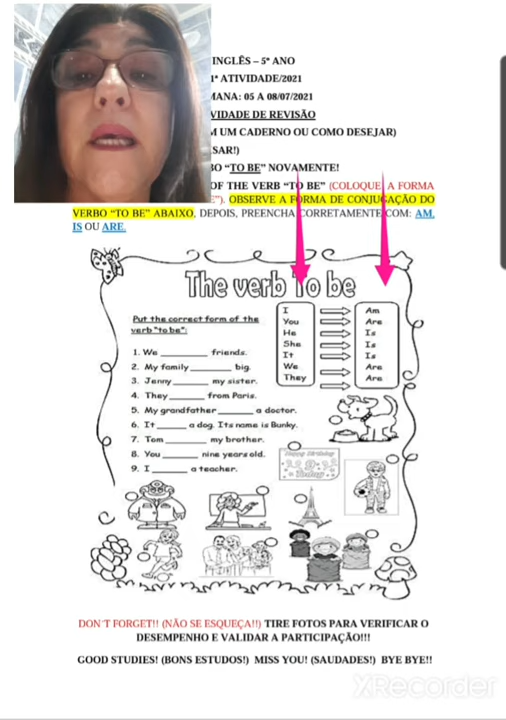 INGLÊS – 5º ANO
1ª ATIVIDADE/2021
MANA: 05 A 08/07/2021
VIDADE DE REVISÃO
M UM CADERNO OU COMO DESEJAR)
SAR!)
BO “TO BE” NOVAMENTE!
OF THE VERB “TO BE” (COLOQUE A FORMA
E”). OBSERVE A FORMA DE CONJUGAÇÃO DO
VERBO “TO BE” ABAIXO, DEPOIS, PREENCHA CORRETAMENTE COM: AM,
IS OU ARE.
The verb To be
Put the correct form of the
verb “to be”:
1. We ________ friends.
2. My family ________ big.
3. Jenny ________ my sister.
4. They ________ from Paris.
5. My grandfather ________ a doctor.
6. It ________ a dog. Its name is Bunky.
7. Tom ________ my brother.
8. You ________ nine years old.
9. I ________ a teacher.
I Am
You Are
He Is
She Is
It Is
We Are
They Are
Happy Birthday
9
Today
DON´T FORGET!! (NÃO SE ESQUEÇA!!) TIRE FOTOS PARA VERIFICAR O
DESEMPENHO E VALIDAR A PARTICIPAÇÃO!!!
GOOD STUDIES! (BONS ESTUDOS!) MISS YOU! (SAUDADES!) BYE BYE!!
XRecorder